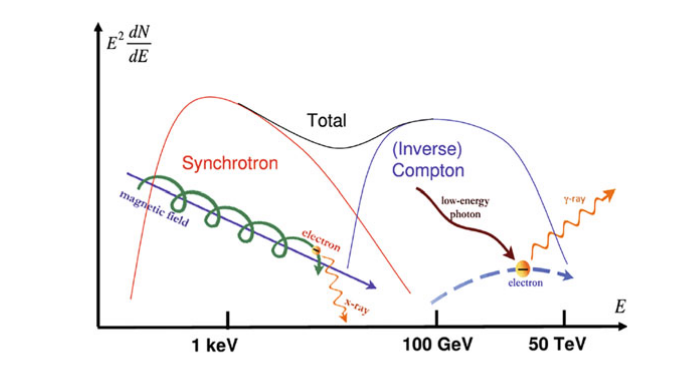 E² dN
dE
Total
Synchrotron
(Inverse)
Compton
magnetic field
low-energy
photon
γ-ray
electron
electron
x-ray
E
1 keV
100 GeV
50 TeV